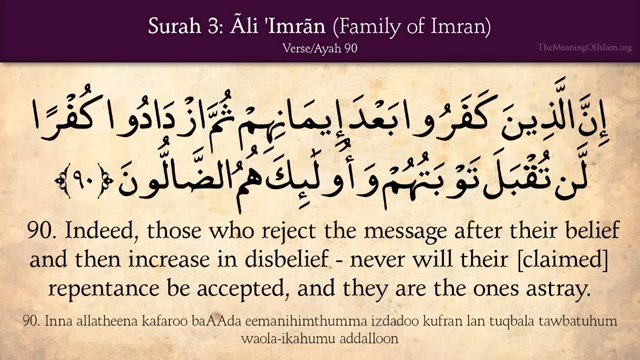 Surah 3: Ãli 'Imrãn (Family of Imran)
Verse/Ayah 90
TheMeaningOfIslam.org
إِنَّ الَّذِينَ كَفَرُوا بَعْدَ إِيمَانِهِمْ ثُمَّ ازْدَادُوا كُفْرًا
لَّن تُقْبَلَ تَوْبَتُهُمْ وَأُولَٰئِكَ هُمُ الضَّالُّونَ ﴿٩٠﴾
90. Indeed, those who reject the message after their belief
and then increase in disbelief - never will their [claimed]
repentance be accepted, and they are the ones astray.
90. Inna allatheena kafaroo baAAda eemanihimthumma izdadoo kufran lan tuqbala tawbatuhum
waola-ikahumu addalloon